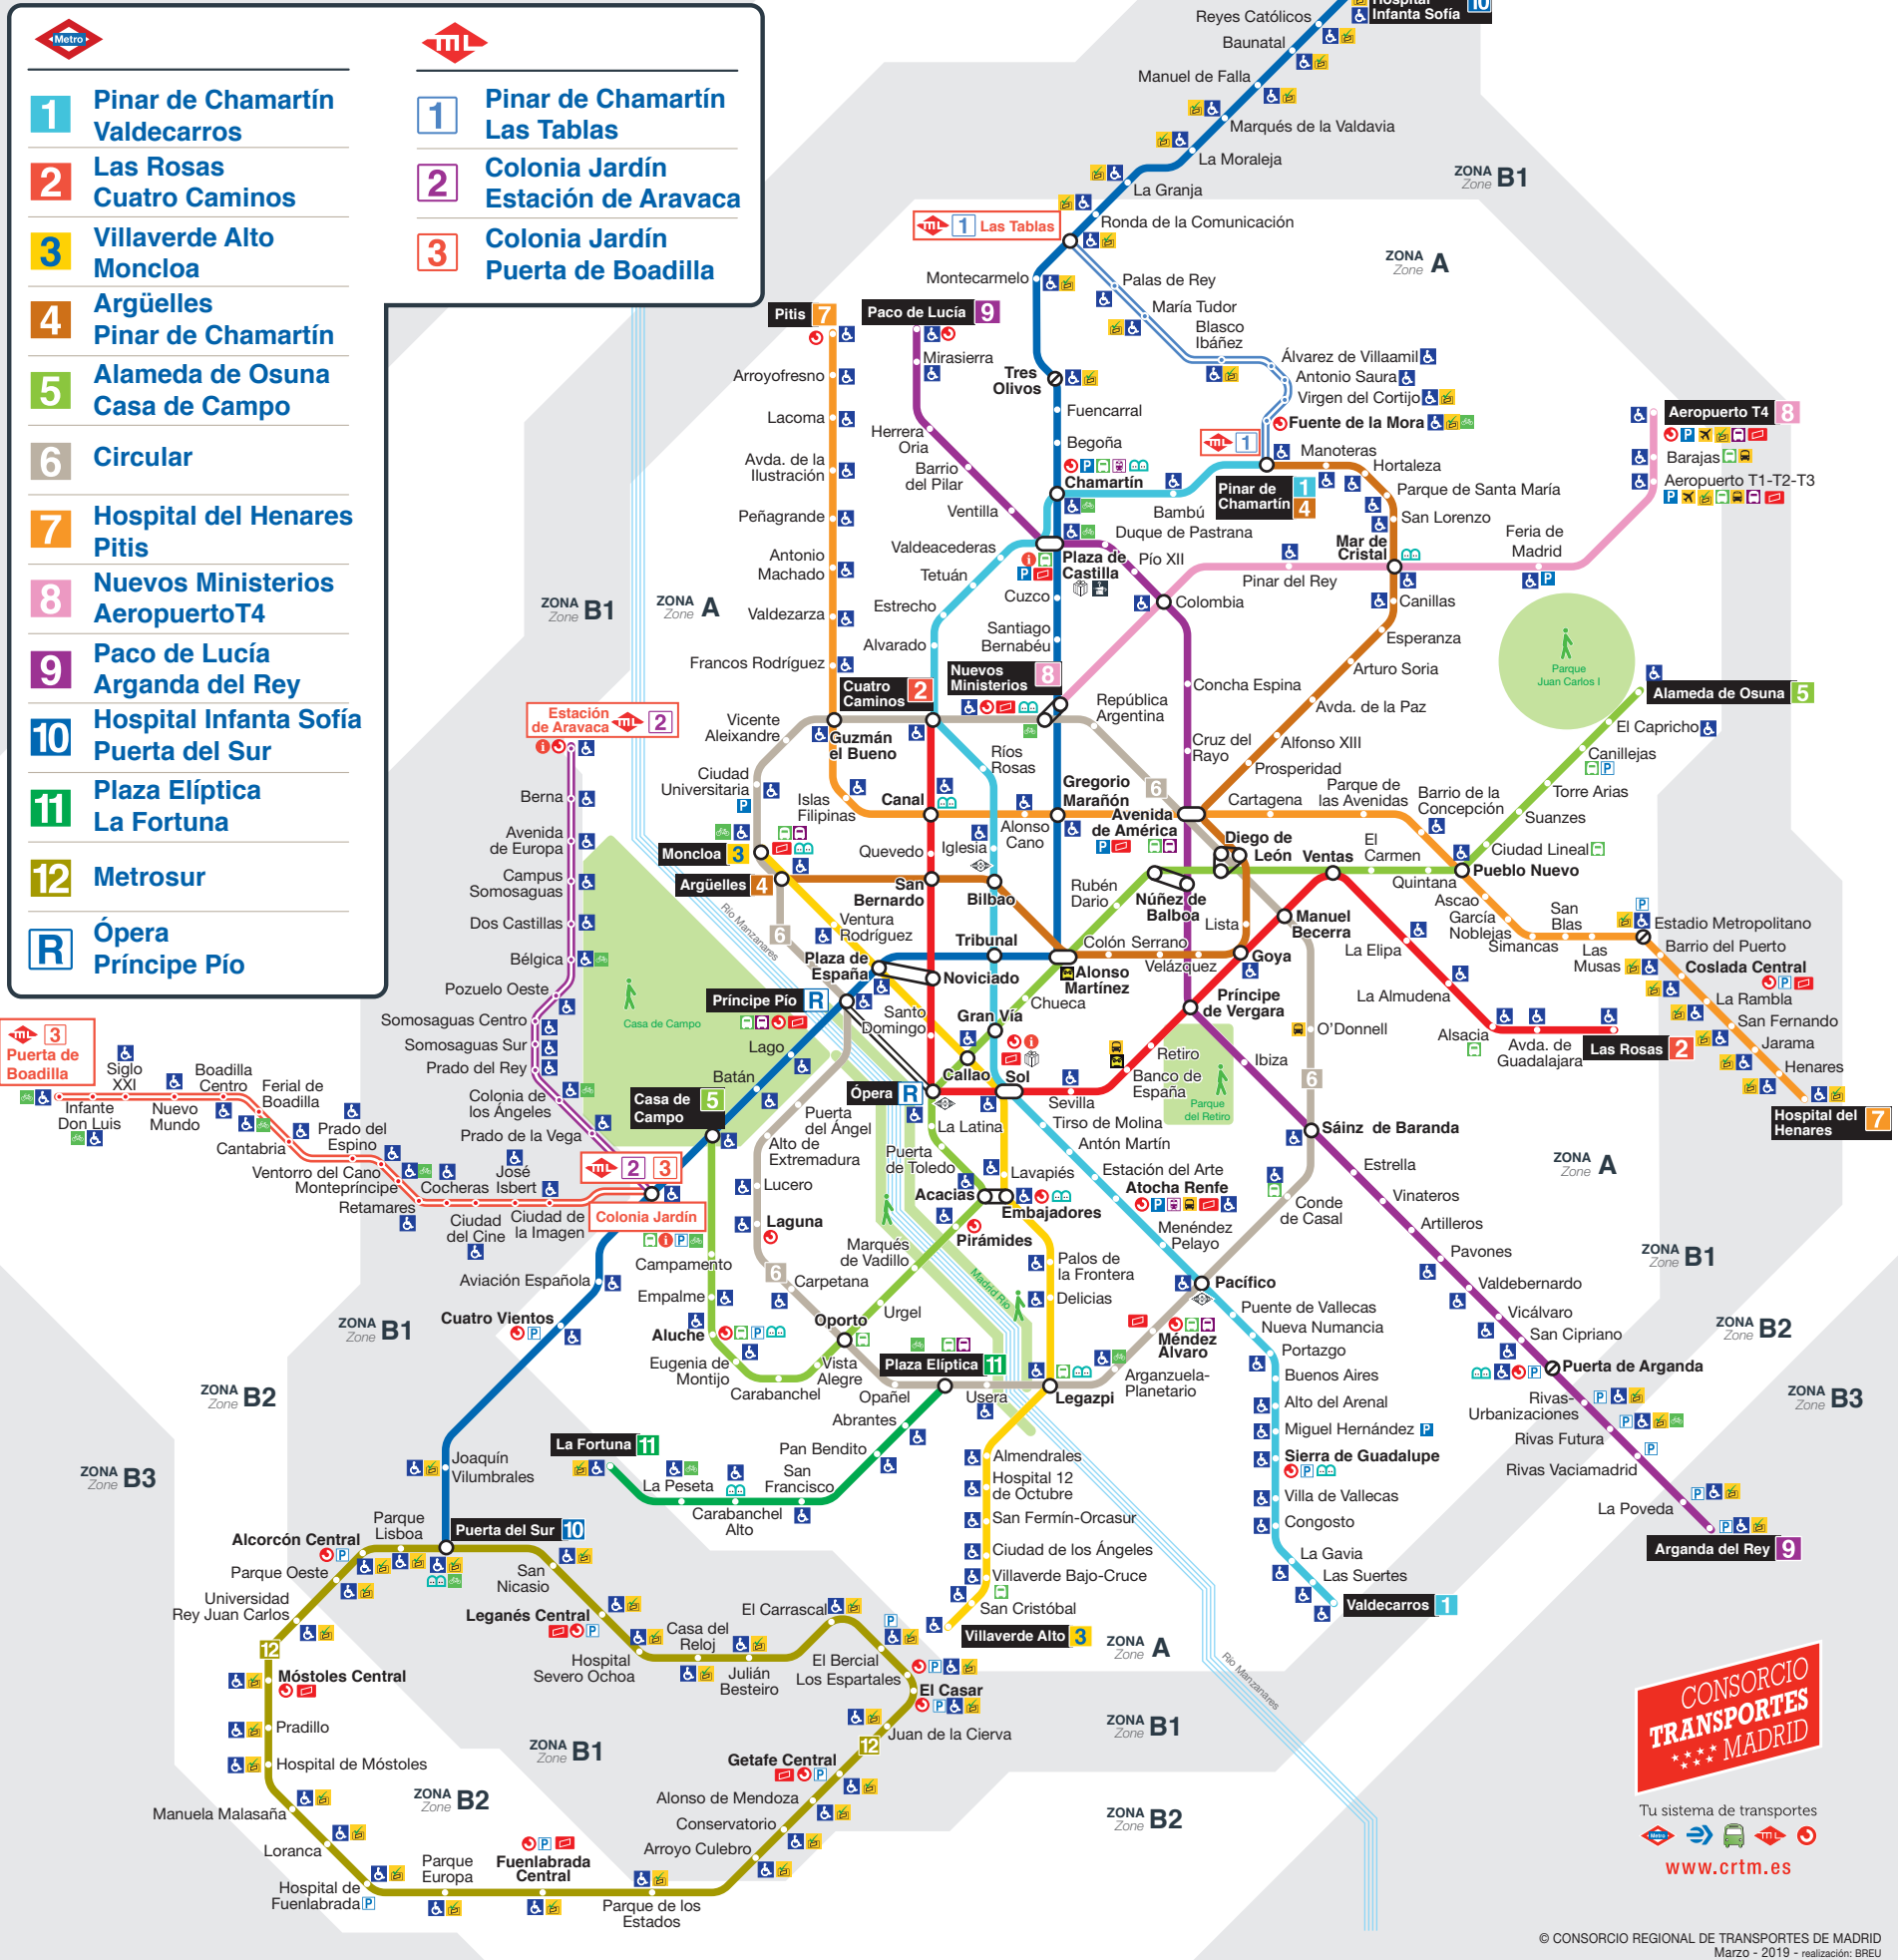 Metro
1 Pinar de Chamartín
Valdecarros
2 Las Rosas
Cuatro Caminos
3 Villaverde Alto
Moncloa
4 Argüelles
Pinar de Chamartín
5 Alameda de Osuna
Casa de Campo
6 Circular
7 Hospital del Henares
Pitis
8 Nuevos Ministerios
AeropuertoT4
9 Paco de Lucía
Arganda del Rey
10 Hospital Infanta Sofía
Puerta del Sur
11 Plaza Elíptica
La Fortuna
12 Metrosur
R Ópera
Príncipe Pío
mL
1 Pinar de Chamartín
Las Tablas
2 Colonia Jardín
Estación de Aravaca
3 Colonia Jardín
Puerta de Boadilla
Hospital
Infanta Sofía 10
Reyes Católicos
Baunatal
Manuel de Falla
Marqués de la Valdavia
La Moraleja
La Granja
Ronda de la Comunicación
mL 1 Las Tablas
Montecarmelo
Palas de Rey
María Tudor
Blasco
Ibáñez
Álvarez de Villaamil
Antonio Saura
Virgen del Cortijo
Fuente de la Mora
mL 1
ZONA B1
Zone
ZONA A
Zone
Pitis 7
Paco de Lucía 9
Mirasierra
Arroyofresno
Lacoma
Herrera
Oria
Avda. de la
Ilustración
Barrio
del Pilar
Peñagrande
Ventilla
Antonio
Machado
Valdezarza
Francos Rodríguez
Tres
Olivos
Fuencarral
Begoña
Chamartín
Bambú
Pinar de
Chamartín 1 4
Manoteras
Hortaleza
Parque de Santa María
San Lorenzo
Mar de
Cristal
Feria de
Madrid
Aeropuerto T4 8
Barajas
Aeropuerto T1-T2-T3
Duque de Pastrana
Valdeacederas
Plaza de
Castilla
Pío XII
Pinar del Rey
Tetuán
Cuzco
Colombia
Canillas
Estrecho
Santiago
Bernabéu
Esperanza
Alvarado
Arturo Soria
Parque
Juan Carlos I
ZONA B1
Zone
ZONA A
Zone
Cuatro
Caminos 2
Nuevos
Ministerios 8
República
Argentina
Concha Espina
Avda. de la Paz
Alameda de Osuna 5
El Capricho
Canillejas
Torre Arias
Suanzes
Ciudad Lineal
Estación
de Aravaca mL 2
Vicente
Aleixandre
Guzmán
el Bueno
Ríos
Rosas
Cruz del
Rayo
Alfonso XIII
Prosperidad
Ciudad
Universitaria
Islas
Filipinas
Canal
Gregorio
Marañón
6
Cartagena
Parque de
las Avenidas
Barrio de la
Concepción
Berna
Avenida
de Europa
Campus
Somosaguas
Dos Castillas
Bélgica
Pozuelo Oeste
Somosaguas Centro
Somosaguas Sur
Prado del Rey
Colonia de
los Ángeles
Prado de la Vega
Moncloa 3
Argüelles 4
Quevedo
Iglesia
Alonso
Cano
Avenida
de América
Diego de
León
Ventas
El
Carmen
Quintana
Pueblo Nuevo
San
Bernardo
Bilbao
Rubén
Darío
Núñez de
Balboa
Lista
Manuel
Becerra
Ascao
García
Noblejas
Simancas
San
Blas
Las
Musas
Estadio Metropolitano
Barrio del Puerto
Coslada Central
La Rambla
San Fernando
Jarama
Henares
Hospital del
Henares 7
Río Manzanares
6
Ventura
Rodríguez
Plaza de
España
Tribunal
Noviciado
Colón
Serrano
Velázquez
Goya
Alonso
Martínez
La Elipa
La Almudena
Alsacia
Avda. de
Guadalajara
Las Rosas 2
Casa de Campo
Príncipe Pío R
Santo
Domingo
Gran Vía
Chueca
Príncipe
de Vergara
O'Donnell
Lago
Batán
Callao
Sol
Retiro
Banco de
España
Ibiza
Parque
del Retiro
6
Ópera R
Sevilla
Casa de
Campo 5
Puerta
del Ángel
Alto de
Extremadura
Lucero
Laguna
La Latina
Puerta
de Toledo
Tirso de Molina
Antón Martín
Lavapiés
Acacias
Embajadores
Pirámides
Estación del Arte
Atocha Renfe
Menéndez
Pelayo
Sáinz de Baranda
Conde
de Casal
Estrella
Vinateros
Artilleros
Pavones
Valdebernardo
Vicálvaro
San Cipriano
Puerta de Arganda
Rivas-
Urbanizaciones
Rivas Futura
Rivas Vaciamadrid
La Poveda
Arganda del Rey 9
ZONA A
Zone
ZONA B1
Zone
ZONA B2
Zone
ZONA B3
Zone
mL 3
Puerta de
Boadilla
Infante
Don Luis
Siglo
XXI
Nuevo
Mundo
Boadilla
Centro
Ferial de
Boadilla
Cantabria
Prado del
Espino
Ventorro del Cano
Montepríncipe
Retamares
Cocheras
Ciudad
del Cine
José
Isbert
Ciudad de
la Imagen
mL 2 3
Colonia Jardín
Aviación Española
Cuatro Vientos
Campamento
Empalme
Aluche
Eugenia de
Montijo
Carabanchel
Vista
Alegre
6
Carpetana
Oporto
Urgel
Marqués
de Vadillo
Opañel
Plaza Elíptica 11
Usera
Madrid Río
Palos de
la Frontera
Delicias
Legazpi
Arganzuela-
Planetario
Méndez
Alvaro
Pacífico
Puente de Vallecas
Nueva Numancia
Portazgo
Buenos Aires
Alto del Arenal
Miguel Hernández
Sierra de Guadalupe
Villa de Vallecas
Congosto
La Gavia
Las Suertes
Valdecarros 1
ZONA B1
Zone
ZONA B2
Zone
ZONA B3
Zone
Joaquín
Vilumbrales
La Fortuna 11
La Peseta
Carabanchel
Alto
San
Francisco
Pan Bendito
Abrantes
Almendrales
Hospital 12
de Octubre
San Fermín-Orcasur
Ciudad de los Ángeles
Villaverde Bajo-Cruce
San Cristóbal
Villaverde Alto 3
ZONA A
Zone
Río Manzanares
Parque
Lisboa
Puerta del Sur 10
Alcorcón Central
Parque Oeste
Universidad
Rey Juan Carlos
12
Móstoles Central
Pradillo
Hospital de Móstoles
Manuela Malasaña
Loranca
Hospital de
Fuenlabrada
Parque
Europa
Fuenlabrada
Central
Parque de los
Estados
Arroyo Culebro
Conservatorio
Alonso de Mendoza
Getafe Central
12
Juan de la Cierva
El Casar
Los Espartales
El Bercial
El Carrascal
Julián
Besteiro
Casa del
Reloj
Hospital
Severo Ochoa
Leganés Central
San
Nicasio
ZONA B1
Zone
ZONA B2
Zone
ZONA B1
Zone
ZONA B2
Zone
CONSORCIO
TRANSPORTES
MADRID
Tu sistema de transportes
Metro
mL
www.crtm.es
© CONSORCIO REGIONAL DE TRANSPORTES DE MADRID
Marzo - 2019 - realización: BREU